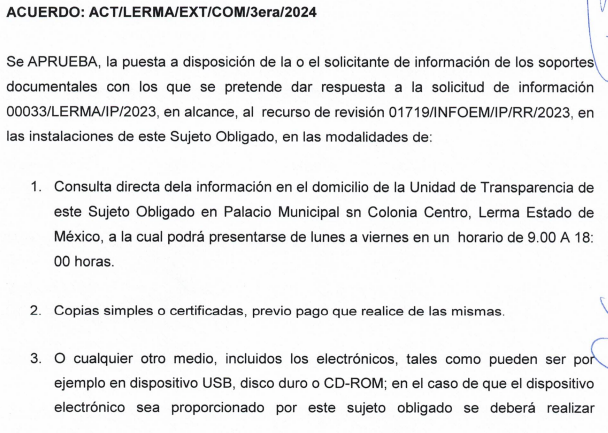 ACUERDO: ACT/LERMA/EXT/COM/3era/2024
Se APRUEBA, la puesta a disposición de la o el solicitante de información de los soportes
documentales con los que se pretende dar respuesta a la solicitud de información
00033/LERMA/IP/2023, en alcance, al recurso de revisión 01719/INFOEM/IP/RR/2023, en
las instalaciones de este Sujeto Obligado, en las modalidades de:
1. Consulta directa dela información en el domicilio de la Unidad de Transparencia de
este Sujeto Obligado en Palacio Municipal sn Colonia Centro, Lerma Estado de
México, a la cual podrá presentarse de lunes a viernes en un horario de 9.00 A 18:
00 horas.
2. Copias simples o certificadas, previo pago que realice de las mismas.
3. O cualquier otro medio, incluidos los electrónicos, tales como pueden ser por
ejemplo en dispositivo USB, disco duro o CD-ROM; en el caso de que el dispositivo
electrónico sea proporcionado por este sujeto obligado se deberá realizar